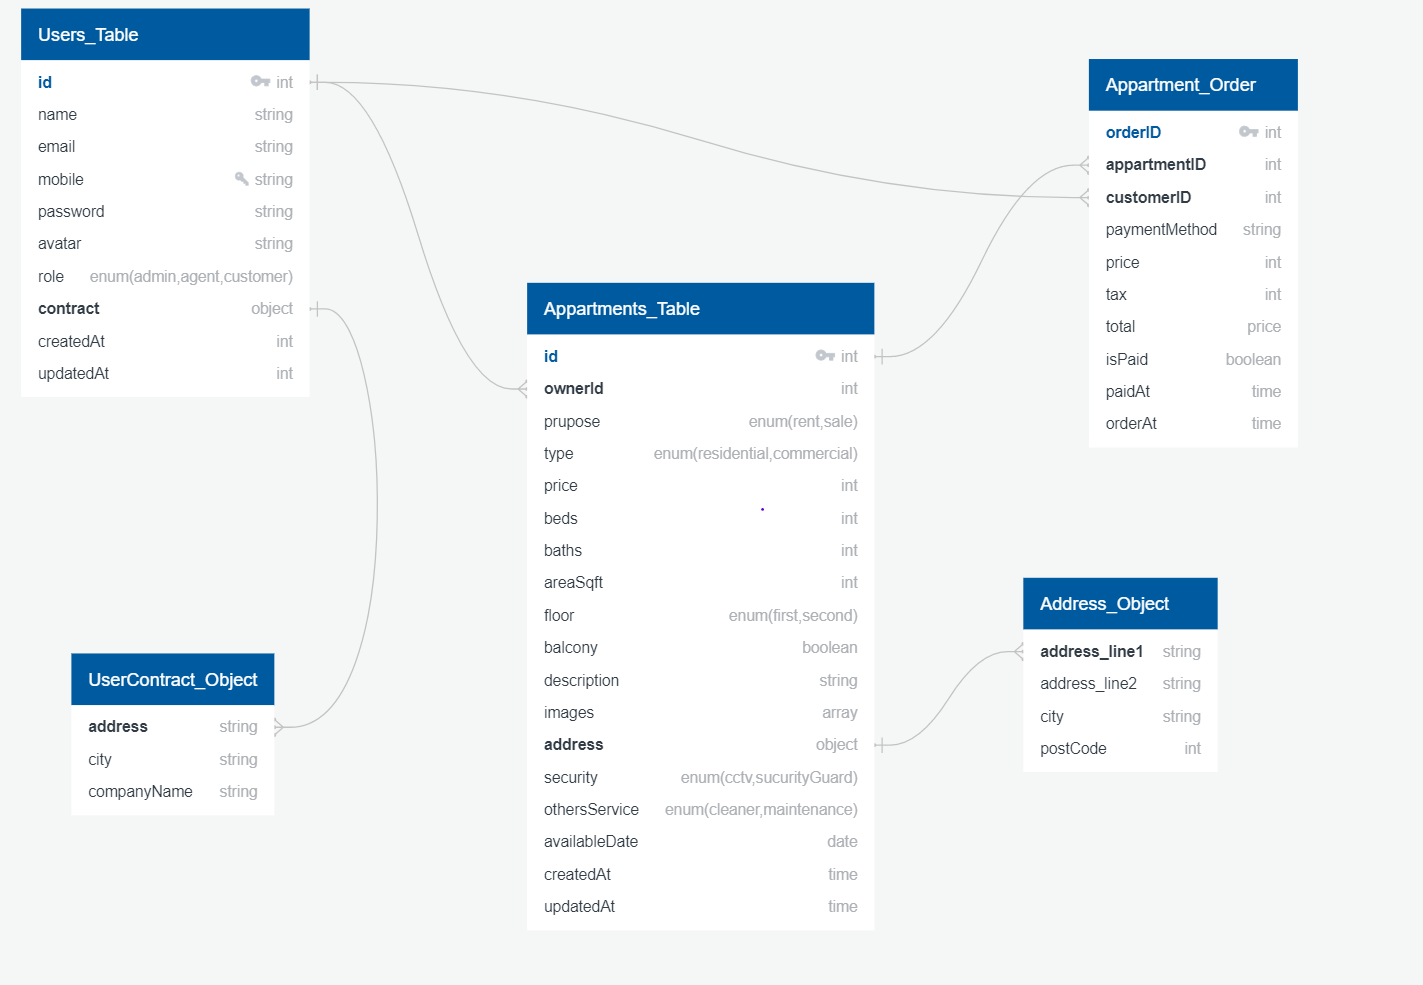 Users_Table
id int
name string
email string
mobile string
password string
avatar string
role enum(admin,agent,customer)
contract object
createdAt int
updatedAt int
Appartment_Order
orderID int
appartmentID int
customerID int
paymentMethod string
price int
tax int
total price
isPaid boolean
paidAt time
orderAt time
Appartments_Table
id int
ownerId int
prupose enum(rent,sale)
type enum(residential,commercial)
price int
beds int
baths int
areaSqft int
floor enum(first,second)
balcony boolean
description string
images array
address object
security enum(cctv,sucurityGuard)
othersService enum(cleaner,maintenance)
availableDate date
createdAt time
updatedAt time
Address_Object
address_line1 string
address_line2 string
city string
postCode int
UserContract_Object
address string
city string
companyName string